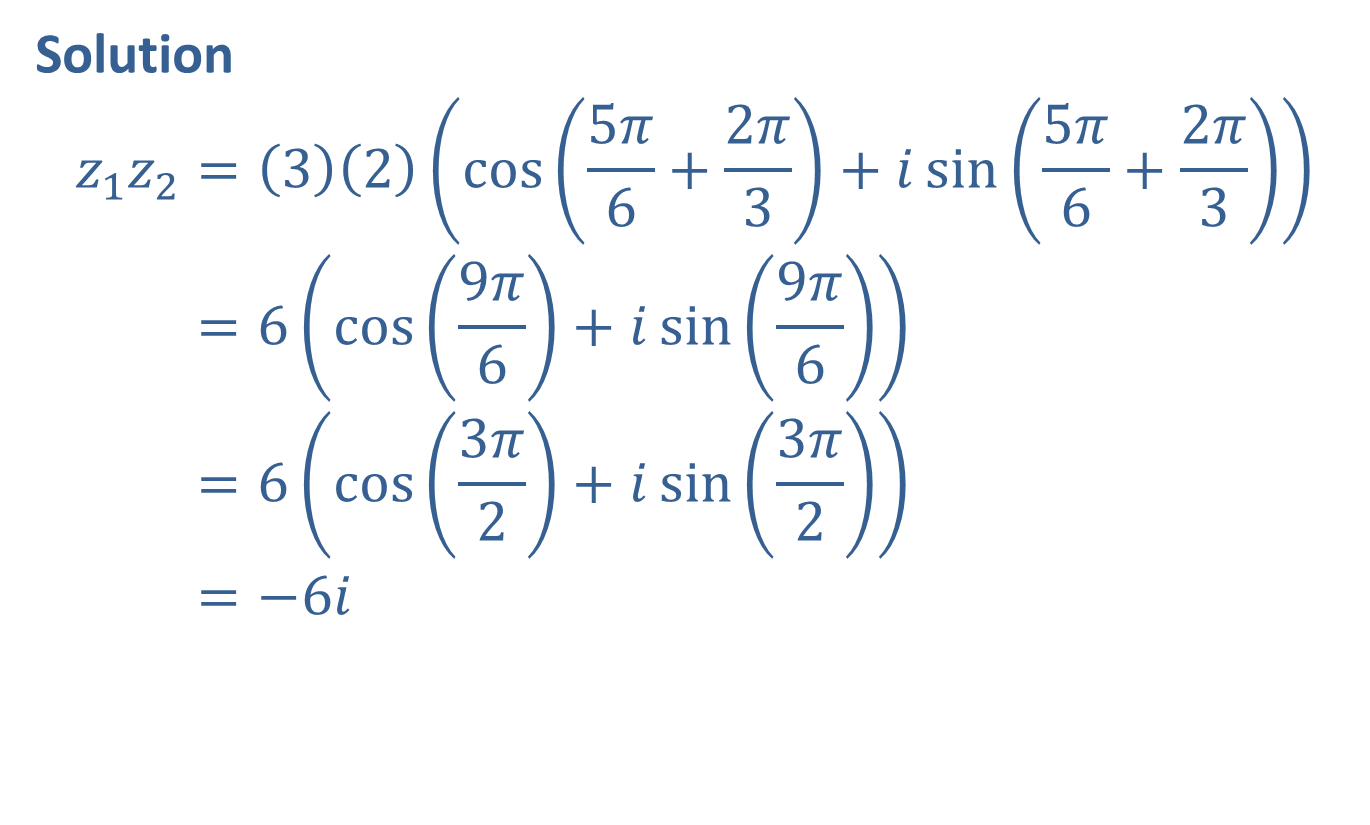 Solution
z₁z₂ = (3)(2)(cos(5π/6 + 2π/3) + i sin(5π/6 + 2π/3))
= 6(cos(9π/6) + i sin(9π/6))
= 6(cos(3π/2) + i sin(3π/2))
= −6i